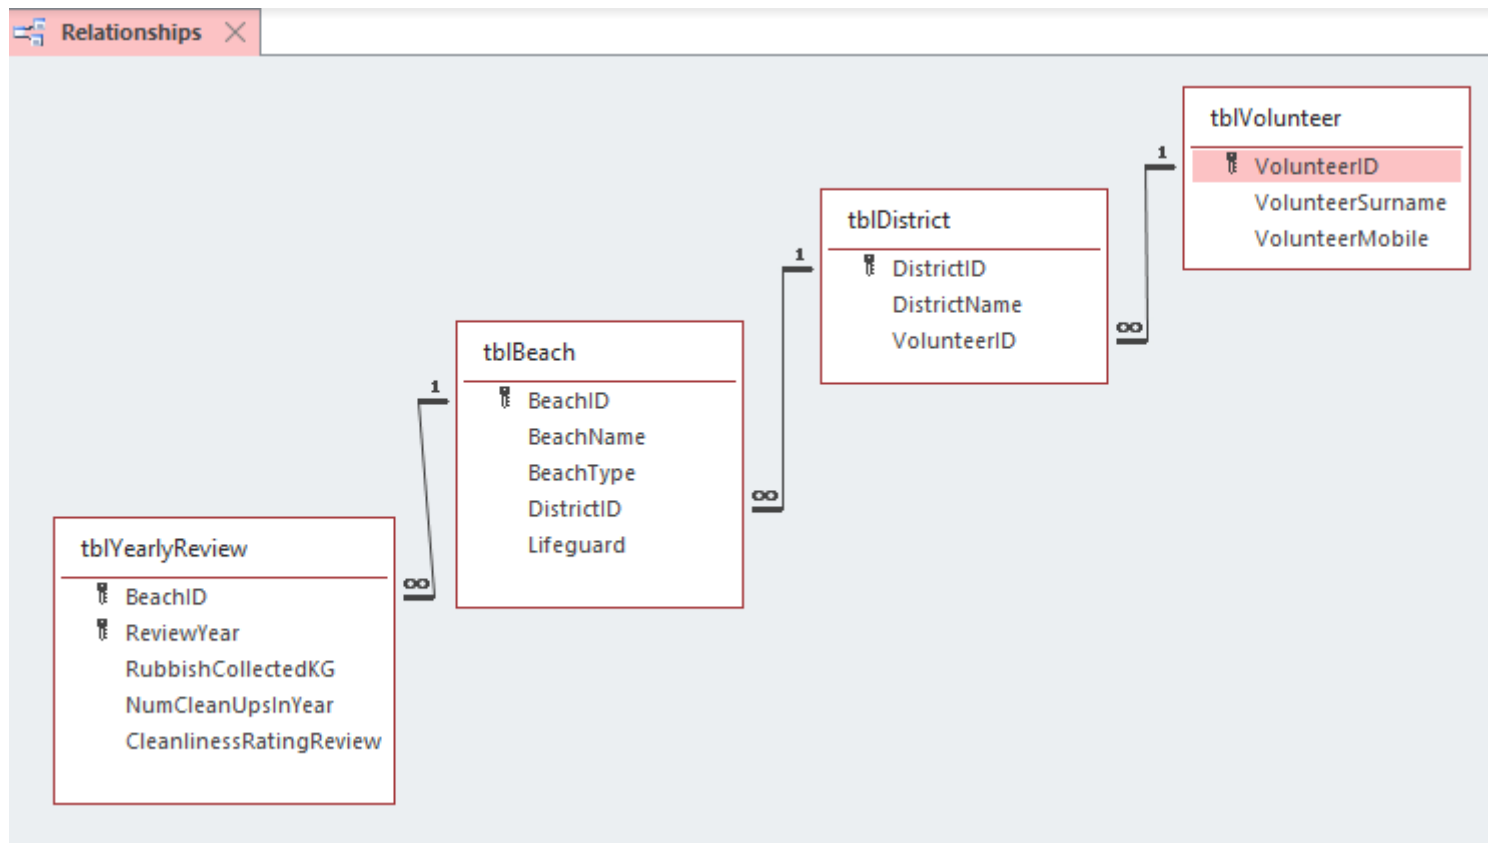 Relationships
tblVolunteer
VolunteerID
VolunteerSurname
VolunteerMobile
1
tblDistrict
DistrictID
DistrictName
VolunteerID
1
∞
tblBeach
BeachID
BeachName
BeachType
DistrictID
Lifeguard
1
∞
tblYearlyReview
BeachID
ReviewYear
RubbishCollectedKG
NumCleanUpsInYear
CleanlinessRatingReview
∞